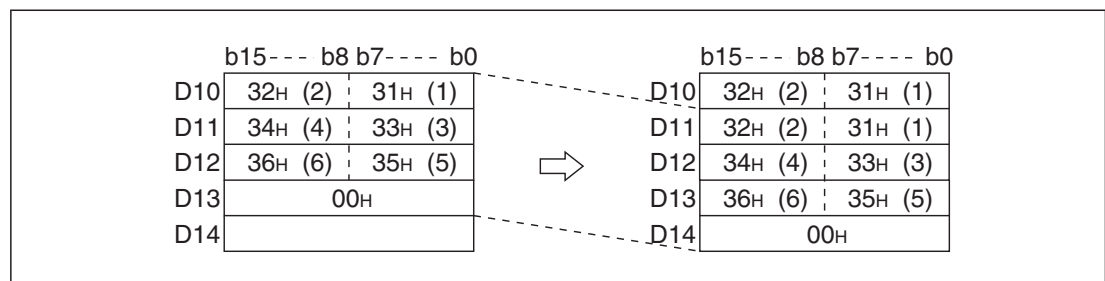 b15--- b8 b7---- b0
D10 32H (2) 31H (1)
D11 34H (4) 33H (3)
D12 36H (6) 35H (5)
D13 00H
D14
b15--- b8 b7---- b0
D10 32H (2) 31H (1)
D11 32H (2) 31H (1)
D12 34H (4) 33H (3)
D13 36H (6) 35H (5)
D14 00H